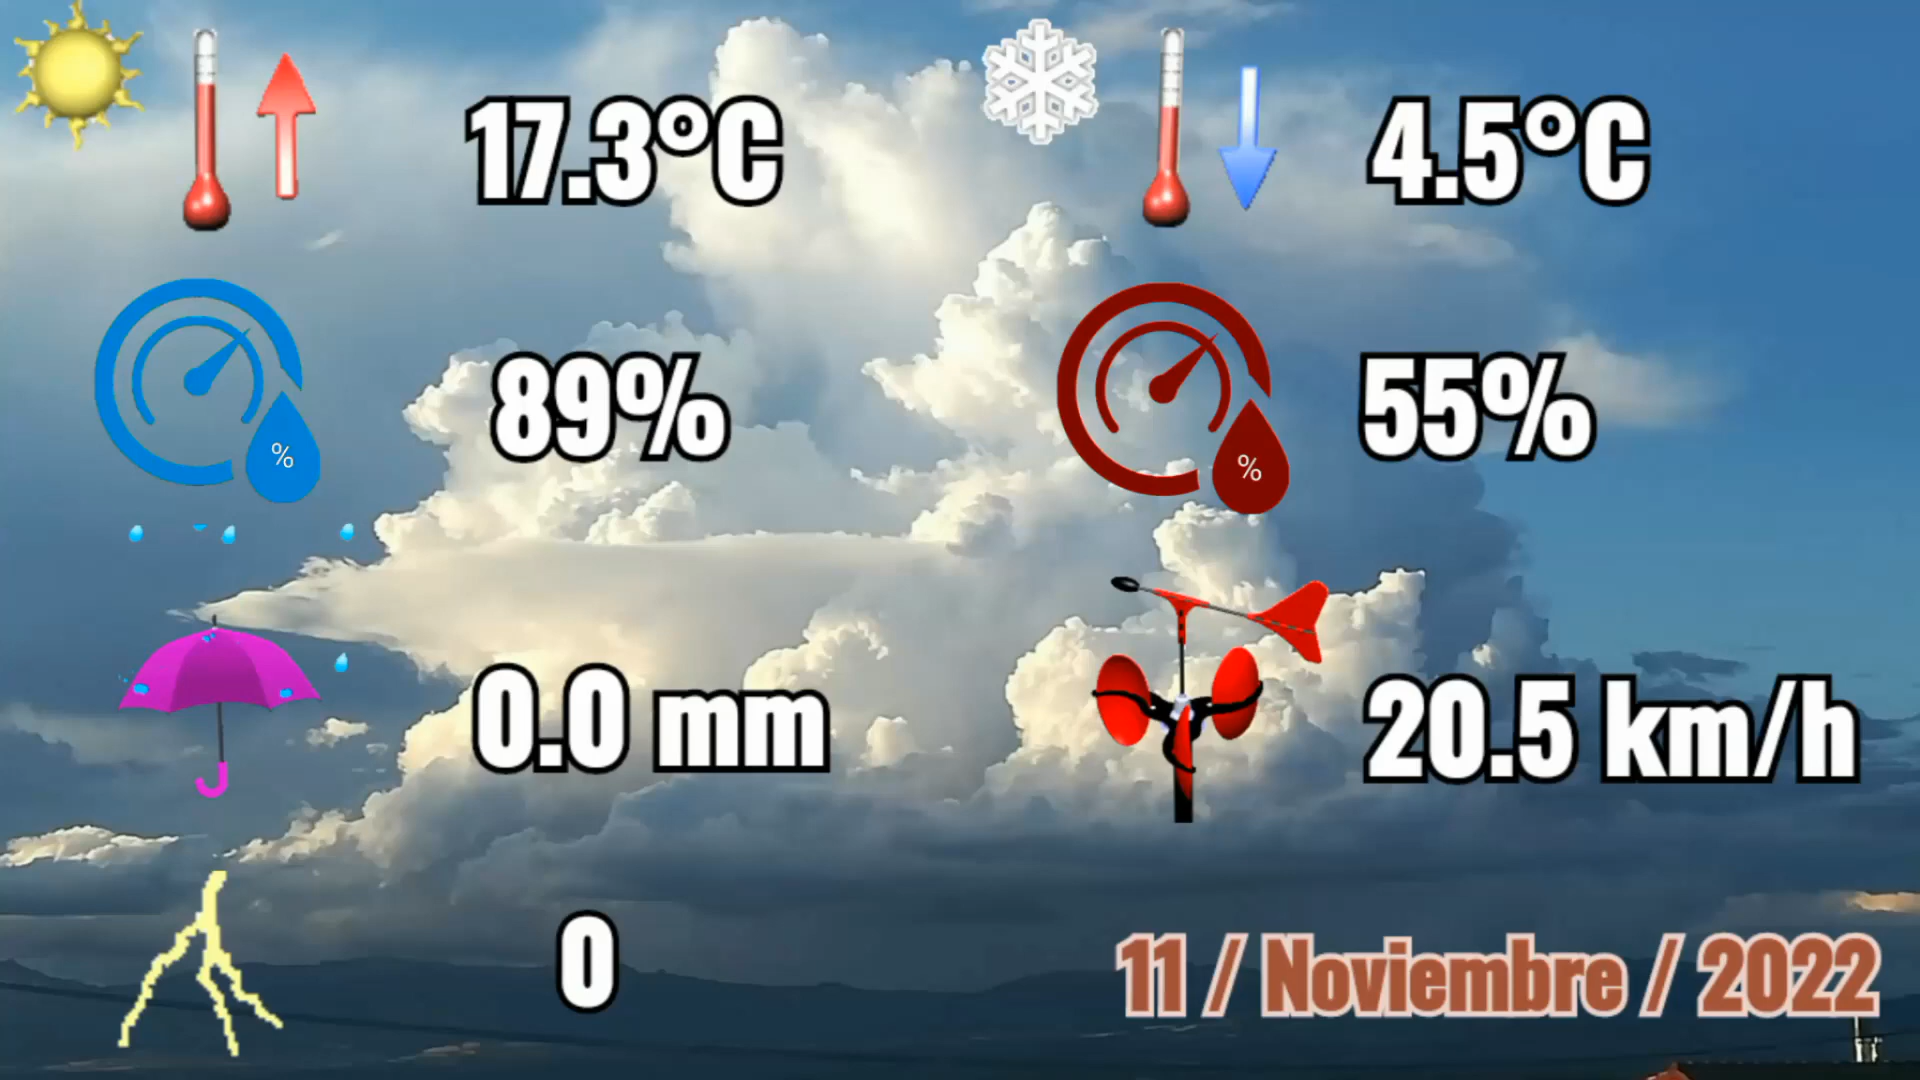 17.3°C
4.5°C
%
89%
%
55%
0.0 mm
20.5 km/h
0
11 / Noviembre / 2022